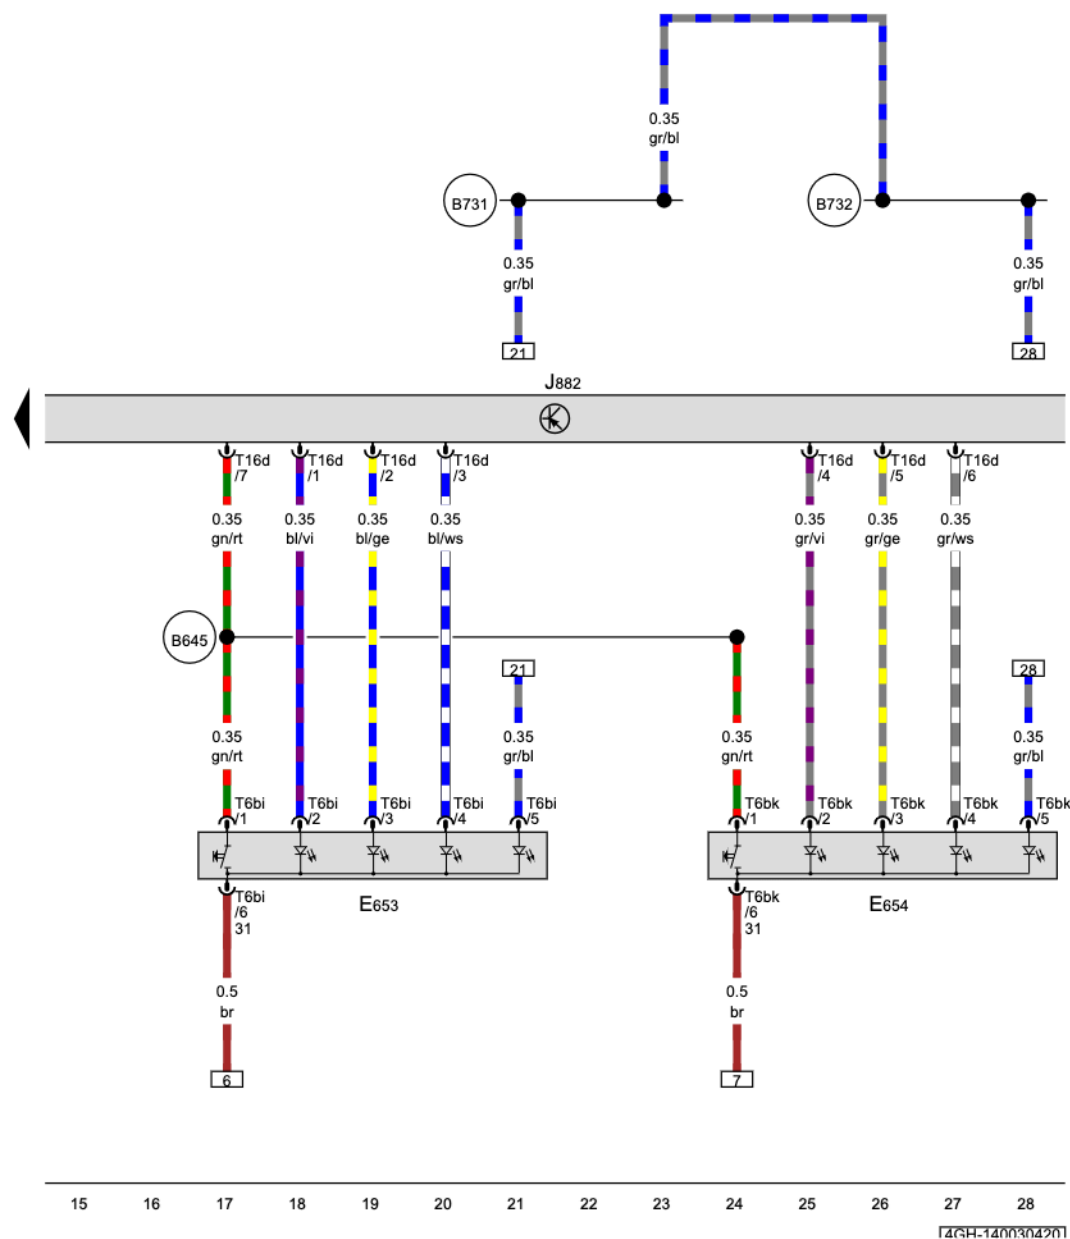 0.35
gr/bl
B731
B732
0.35
gr/bl
0.35
gr/bl
21
28
J882
T16d
/7
T16d
/1
T16d
/2
T16d
/3
T16d
/4
T16d
/5
T16d
/6
0.35
gn/rt
0.35
bl/vi
0.35
bl/ge
0.35
bl/ws
0.35
gr/vi
0.35
gr/ge
0.35
gr/ws
B645
21
28
0.35
gn/rt
0.35
gr/bl
0.35
gn/rt
0.35
gr/bl
T6bi
/1
T6bi
/2
T6bi
/3
T6bi
/4
T6bi
/5
T6bk
/1
T6bk
/2
T6bk
/3
T6bk
/4
T6bk
/5
T6bi
/6
31
E653
T6bk
/6
31
E654
0.5
br
0.5
br
6
7
15 16 17 18 19 20 21 22 23 24 25 26 27 28
4GH-140030420